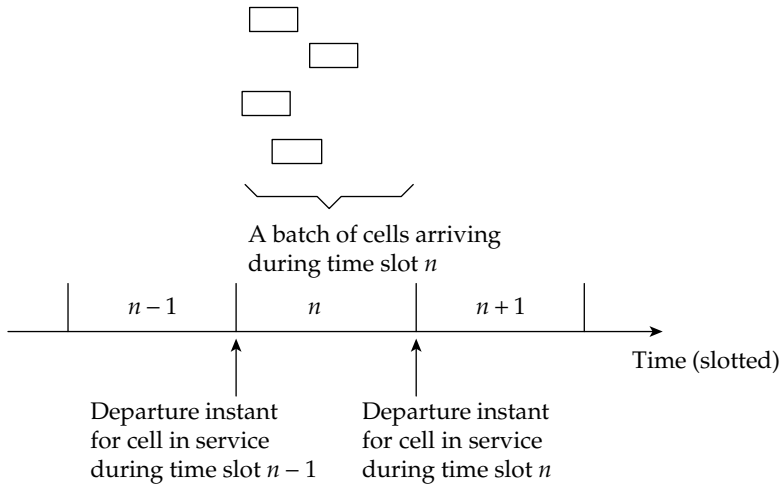 A batch of cells arriving
during time slot n
n – 1
n
n + 1
Time (slotted)
Departure instant
for cell in service
during time slot n – 1
Departure instant
for cell in service
during time slot n